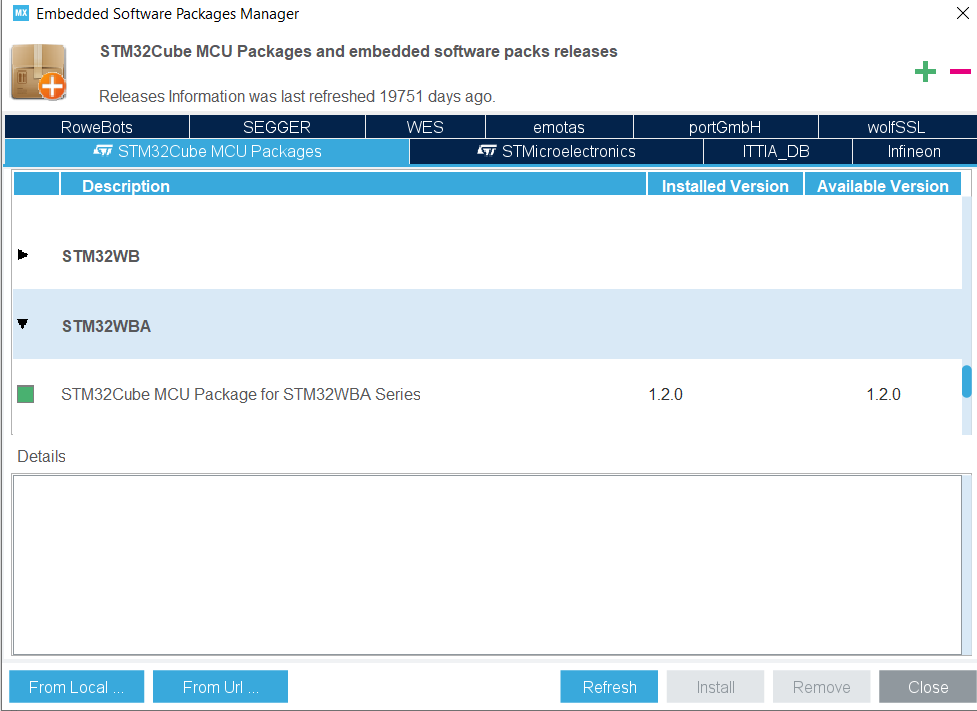 MX Embedded Software Packages Manager
STM32Cube MCU Packages and embedded software packs releases
Releases Information was last refreshed 19751 days ago.
RoweBots SEGGER WES emotas portGmbH wolfSSL
STM32Cube MCU Packages STMicroelectronics ITTIA_DB Infineon
Description Installed Version Available Version
STM32WB
STM32WBA
STM32Cube MCU Package for STM32WBA Series 1.2.0 1.2.0
Details
From Local ... From Url ... Refresh Install Remove Close